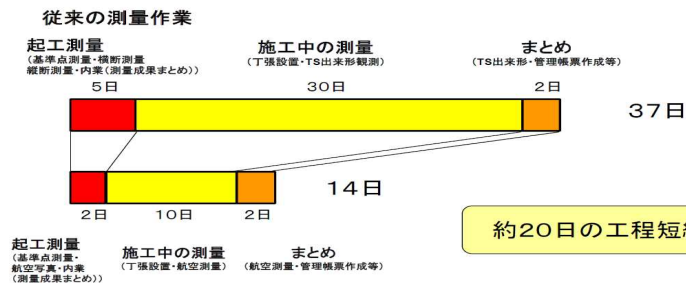 従来の測量作業
起工測量
(基準点測量・横断測量
縦断測量・内業(測量成果まとめ))
施工中の測量
(丁張設置・TS出来形観測)
まとめ
(TS出来形・管理帳票作成等)
5日
30日
2日
37日
14日
2日
10日
2日
約20日の工程短
起工測量
(基準点測量・
航空写真・内業
(測量成果まとめ))
施工中の測量
(丁張設置・航空測量)
まとめ
(航空測量・管理帳票作成等)